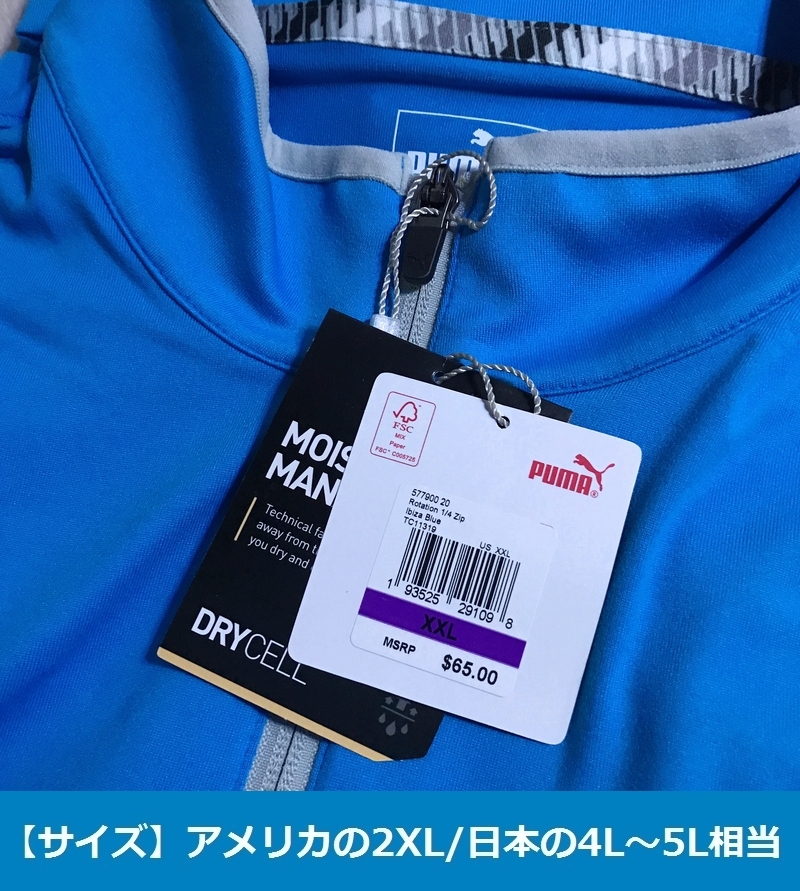 PUMA
FSC
MIX
Paper
FSC™ C005725
PUMA®
577900 20
Rotation 1/4 Zip
Ibiza Blue
TC11319
US XXL
1 93525 29109 8
XXL
MSRP
$65.00
MOIS
MAN
Technical fa
away from t
you dry and
DRYCELL
【サイズ】アメリカの2XL/日本の4L～5L相当